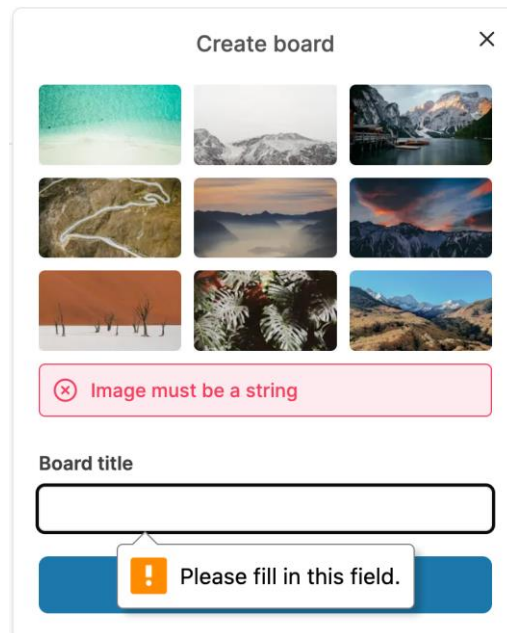 Create board
Image must be a string
Board title
Please fill in this field.